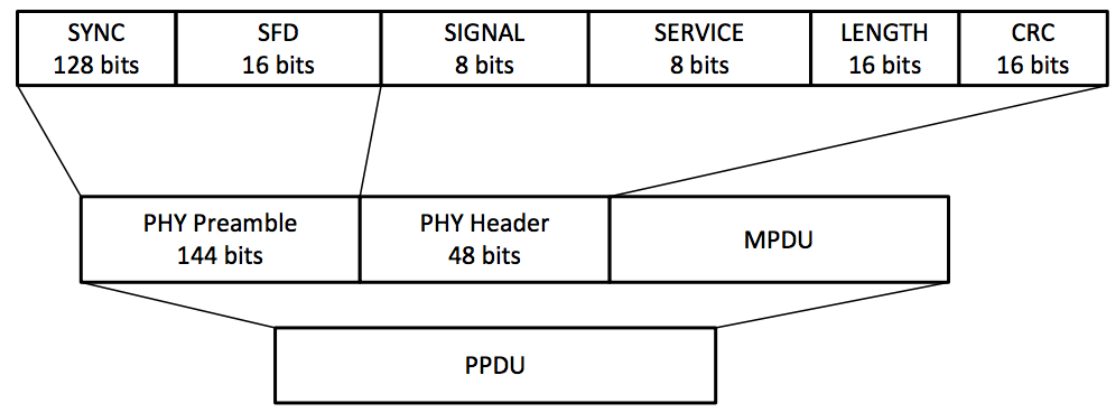 SYNC
128 bits
SFD
16 bits
SIGNAL
8 bits
SERVICE
8 bits
LENGTH
16 bits
CRC
16 bits
PHY Preamble
144 bits
PHY Header
48 bits
MPDU
PPDU